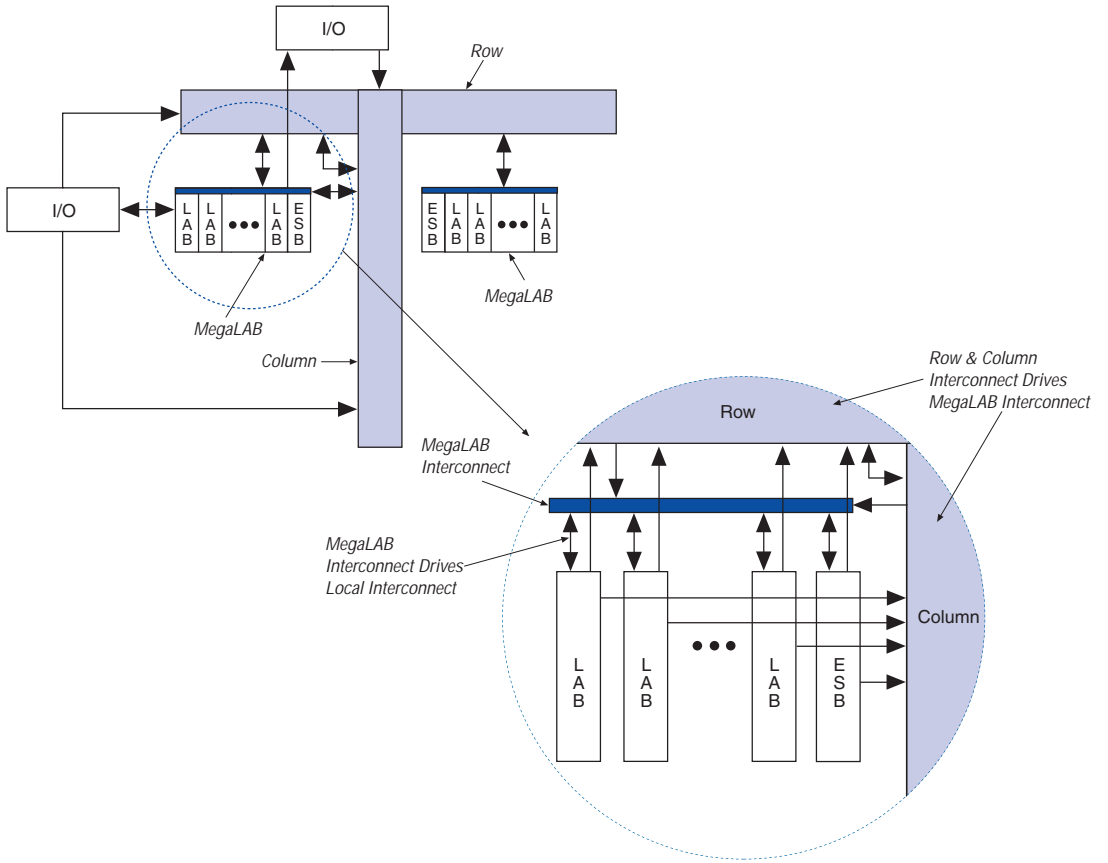 I/O
Row
I/O
L
A
B
L
A
B
•••
L
A
B
E
S
B
E
S
B
L
A
B
L
A
B
•••
L
A
B
MegaLAB
MegaLAB
Column
Row & Column
Interconnect Drives
MegaLAB Interconnect
Row
MegaLAB
Interconnect
MegaLAB
Interconnect Drives
Local Interconnect
Column
•••
L
A
B
L
A
B
L
A
B
E
S
B